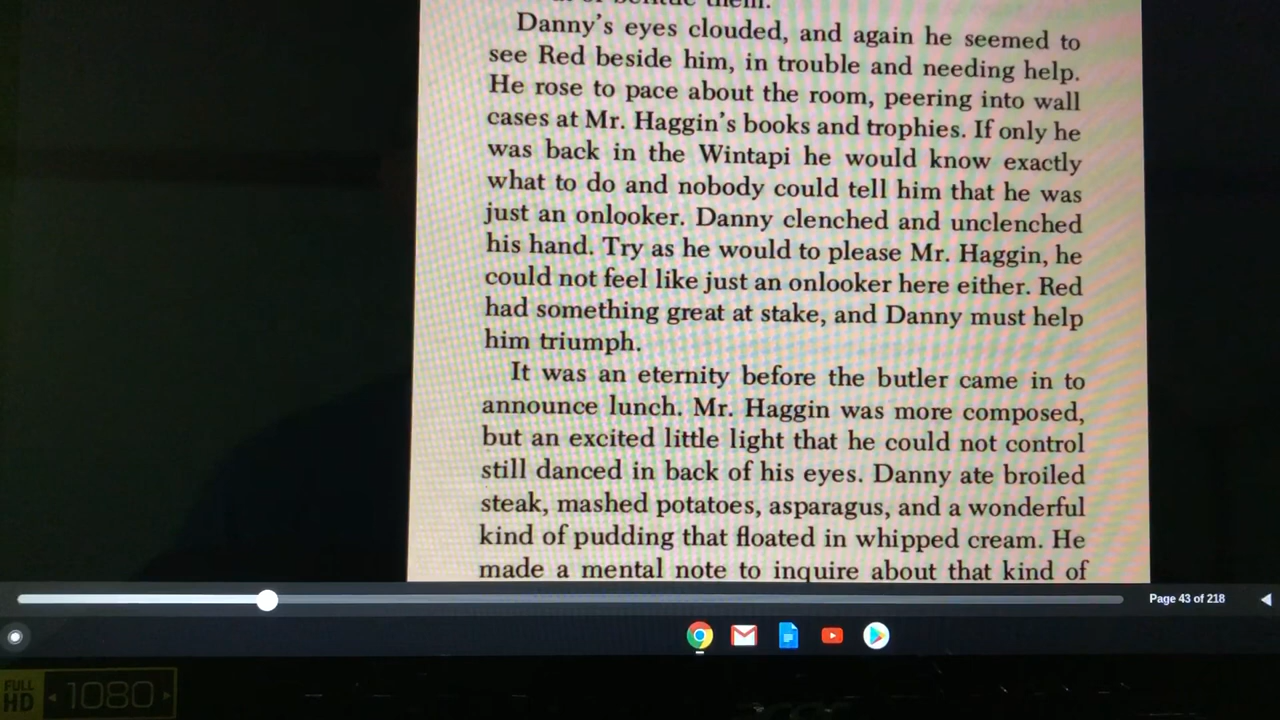 them.
Danny's eyes clouded, and again he seemed to
see Red beside him, in trouble and needing help.
He rose to pace about the room, peering into wall
cases at Mr. Haggin's books and trophies. If only he
was back in the Wintapi he would know exactly
what to do and nobody could tell him that he was
just an onlooker. Danny clenched and unclenched
his hand. Try as he would to please Mr. Haggin, he
could not feel like just an onlooker here either. Red
had something great at stake, and Danny must help
him triumph.
It was an eternity before the butler came in to
announce lunch. Mr. Haggin was more composed,
but an excited little light that he could not control
still danced in back of his eyes. Danny ate broiled
steak, mashed potatoes, asparagus, and a wonderful
kind of pudding that floated in whipped cream. He
made a mental note to inquire about that kind of
Page 43 of 218
FULL
HD
1080